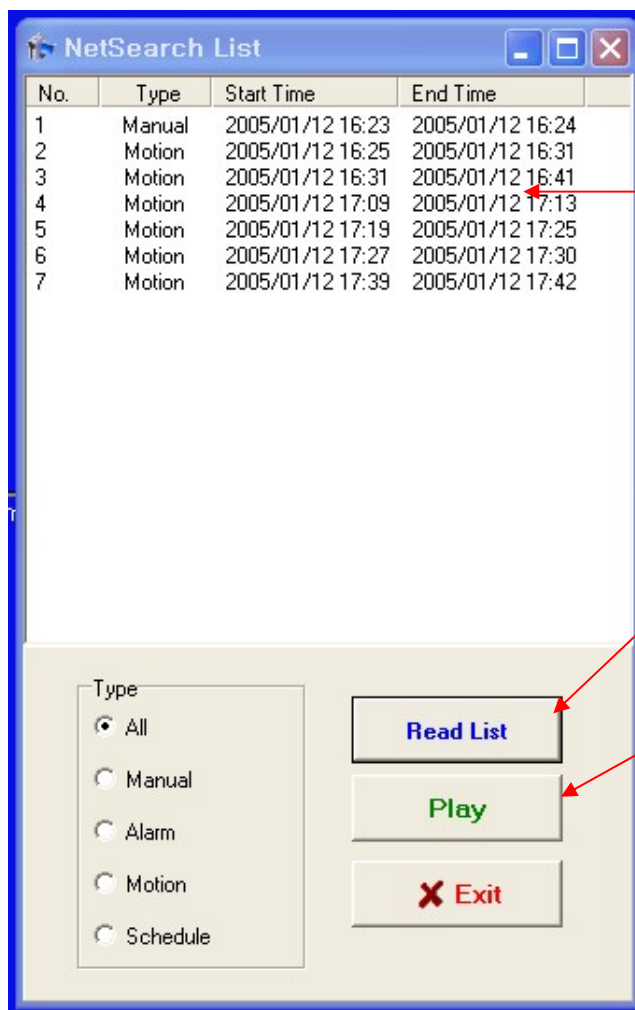 NetSearch List
No. Type Start Time End Time
1 Manual 2005/01/12 16:23 2005/01/12 16:24
2 Motion 2005/01/12 16:25 2005/01/12 16:31
3 Motion 2005/01/12 16:31 2005/01/12 16:41
4 Motion 2005/01/12 17:09 2005/01/12 17:13
5 Motion 2005/01/12 17:19 2005/01/12 17:25
6 Motion 2005/01/12 17:27 2005/01/12 17:30
7 Motion 2005/01/12 17:39 2005/01/12 17:42
Type
All
Manual
Alarm
Motion
Schedule
Read List
Play
Exit